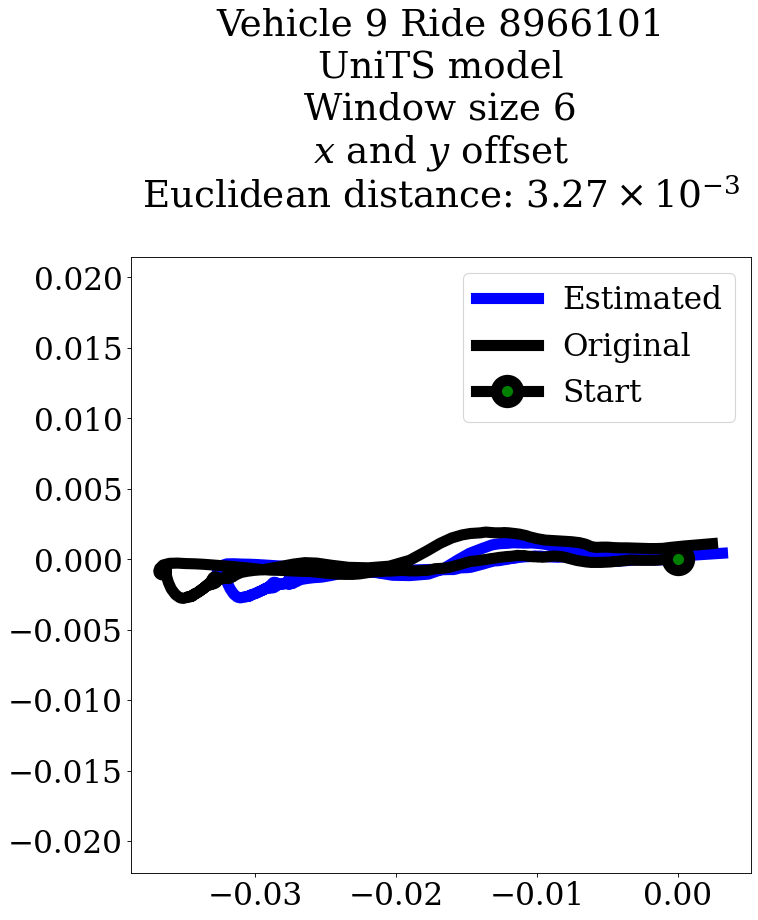 Vehicle 9 Ride 8966101
UniTS model
Window size 6
x and y offset
Euclidean distance: 3.27 × 10⁻³
Estimated
Original
Start
0.020
0.015
0.010
0.005
0.000
−0.005
−0.010
−0.015
−0.020
−0.03 −0.02 −0.01 0.00